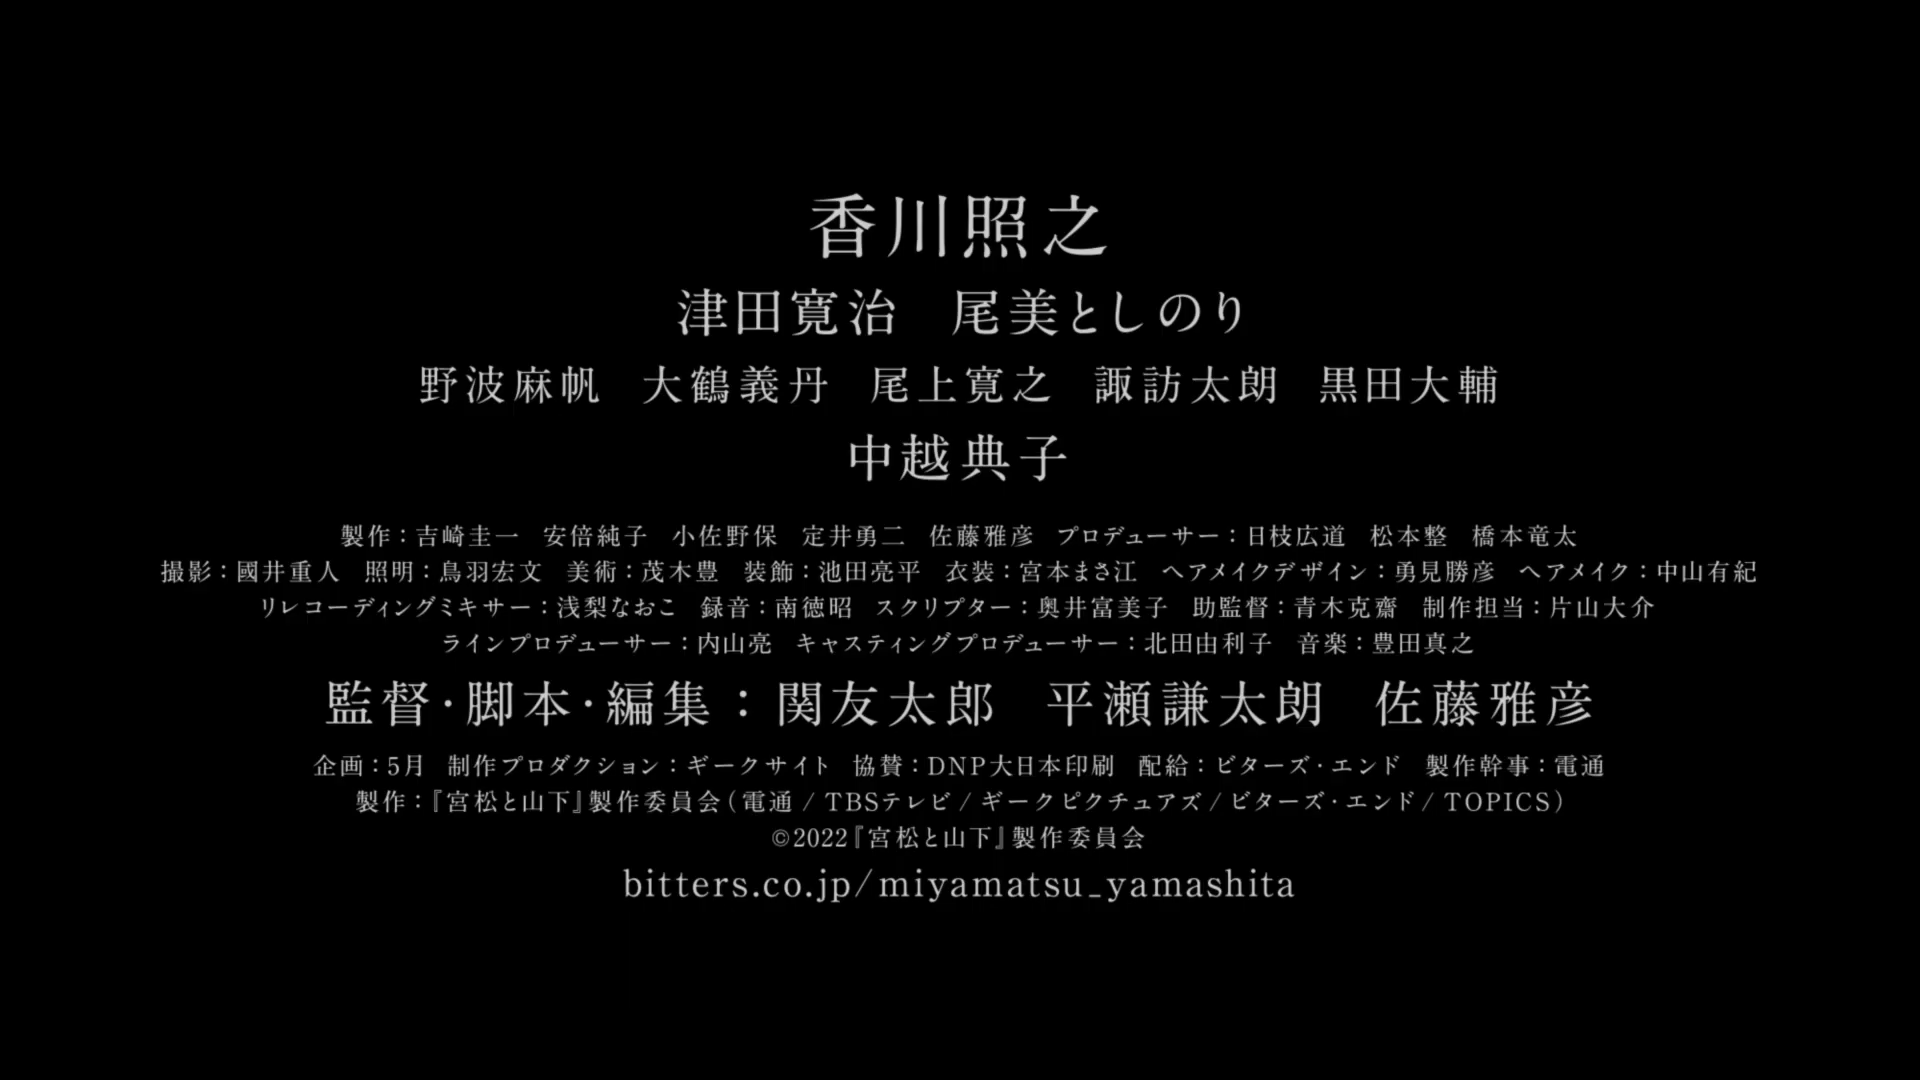 香川照之
津田寛治　尾美としのり
野波麻帆　大鶴義丹　尾上寛之　諏訪太朗　黒田大輔
中越典子
製作：吉崎圭一　安倍純子　小佐野保　定井勇二　佐藤雅彦　プロデューサー：日枝広道　松本整　橋本竜太
撮影：國井重人　照明：鳥羽宏文　美術：茂木豊　装飾：池田亮平　衣装：宮本まさ江　ヘアメイクデザイン：勇見勝彦　ヘアメイク：中山有紀
リレコーディングミキサー：浅梨なおこ　録音：南徳昭　スクリプター：奥井富美子　助監督：青木克齋　制作担当：片山大介
ラインプロデューサー：内山亮　キャスティングプロデューサー：北田由利子　音楽：豊田真之
監督·脚本·編集：関友太郎　平瀬謙太朗　佐藤雅彦
企画：5月　制作プロダクション：ギークサイト　協賛：DNP大日本印刷　配給：ビターズ·エンド　製作幹事：電通
製作：『宮松と山下』製作委員会（電通 / TBSテレビ / ギークピクチュアズ / ビターズ·エンド / TOPICS）
©2022『宮松と山下』製作委員会
bitters.co.jp/miyamatsu_yamashita